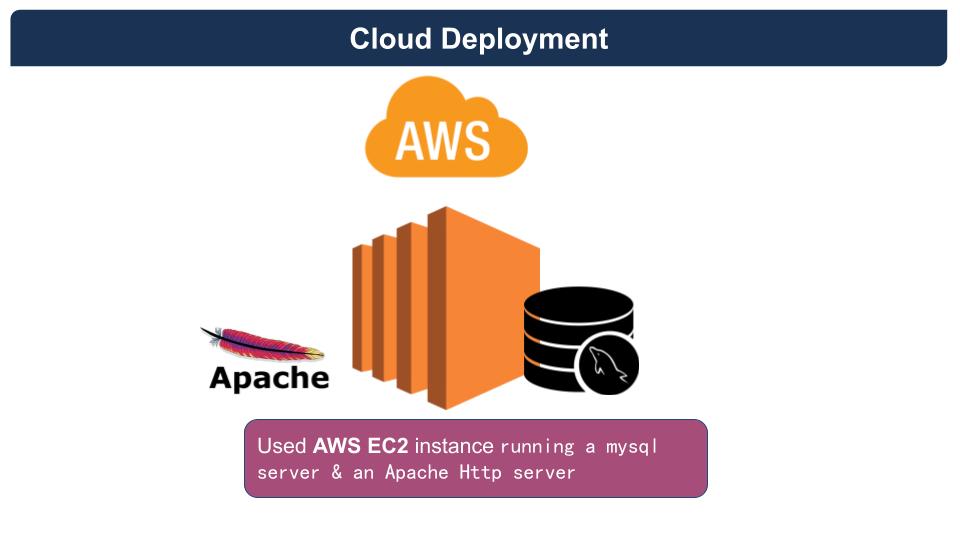 Cloud Deployment
AWS
Apache
Used AWS EC2 instance running a mysql
server & an Apache Http server